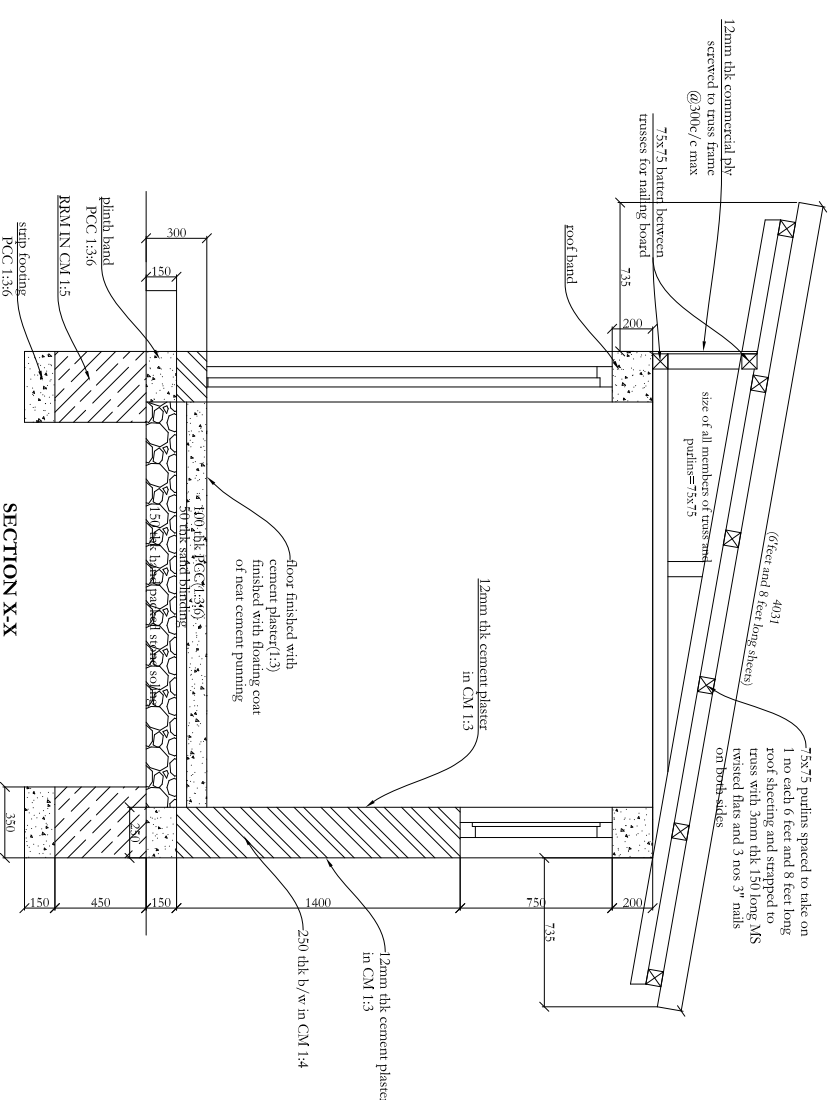 12mm thk commercial ply
screwed to truss frame
@300c/c max
75x75 batten between
trusses for nailing board
735
roof band
200
300
150
plinth band
PCC 1:3:6
RRM IN CM 1:5
strip footing
PCC 1:3:6
size of all members of truss and
purlins=75x75
4031
(6'feet and 8 feet long sheets)
75x75 purlins spaced to take on
1 no each 6 feet and 8 feet long
roof sheeting and strapped to
truss with 3mm thk 150 long MS
twisted flats and 3 nos 3" nails
on both sides
12mm thk cement plaster
in CM 1:3
floor finished with
cement plaster(1:3)
finished with floating coat
of neat cement punning
100 thk PCC(1:3:6)
50 thk sand blinding
150 thk hand packed stone soling
SECTION X-X
350
250
150
450
150
1400
750
200
735
12mm thk cement plaster
in CM 1:3
250 thk b/w in CM 1:4